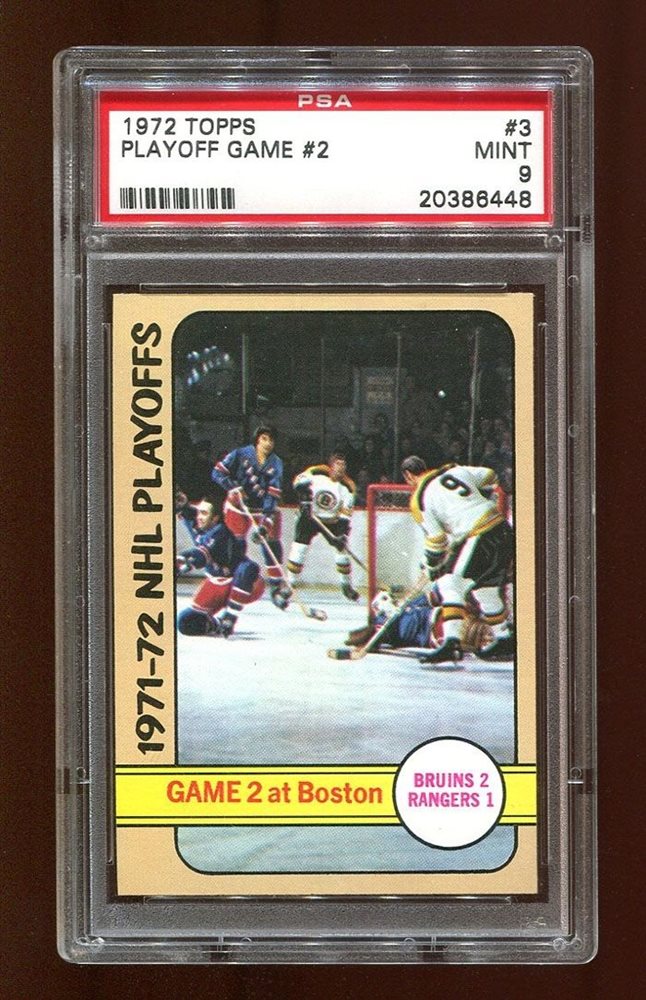 PSA
1972 TOPPS #3
PLAYOFF GAME #2 MINT
9
20386448
1971-72 NHL PLAYOFFS
B
9
GAME 2 at Boston
BRUINS 2
RANGERS 1